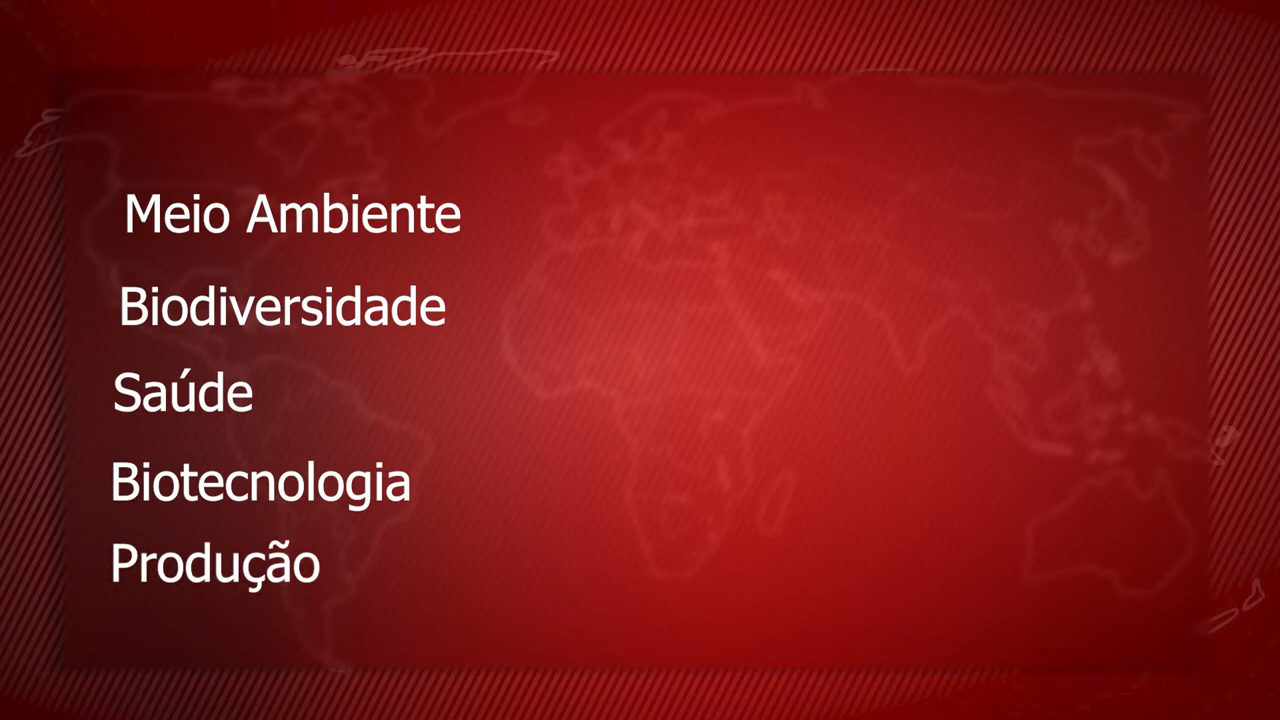 Meio Ambiente
Biodiversidade
Saúde
Biotecnologia
Produção